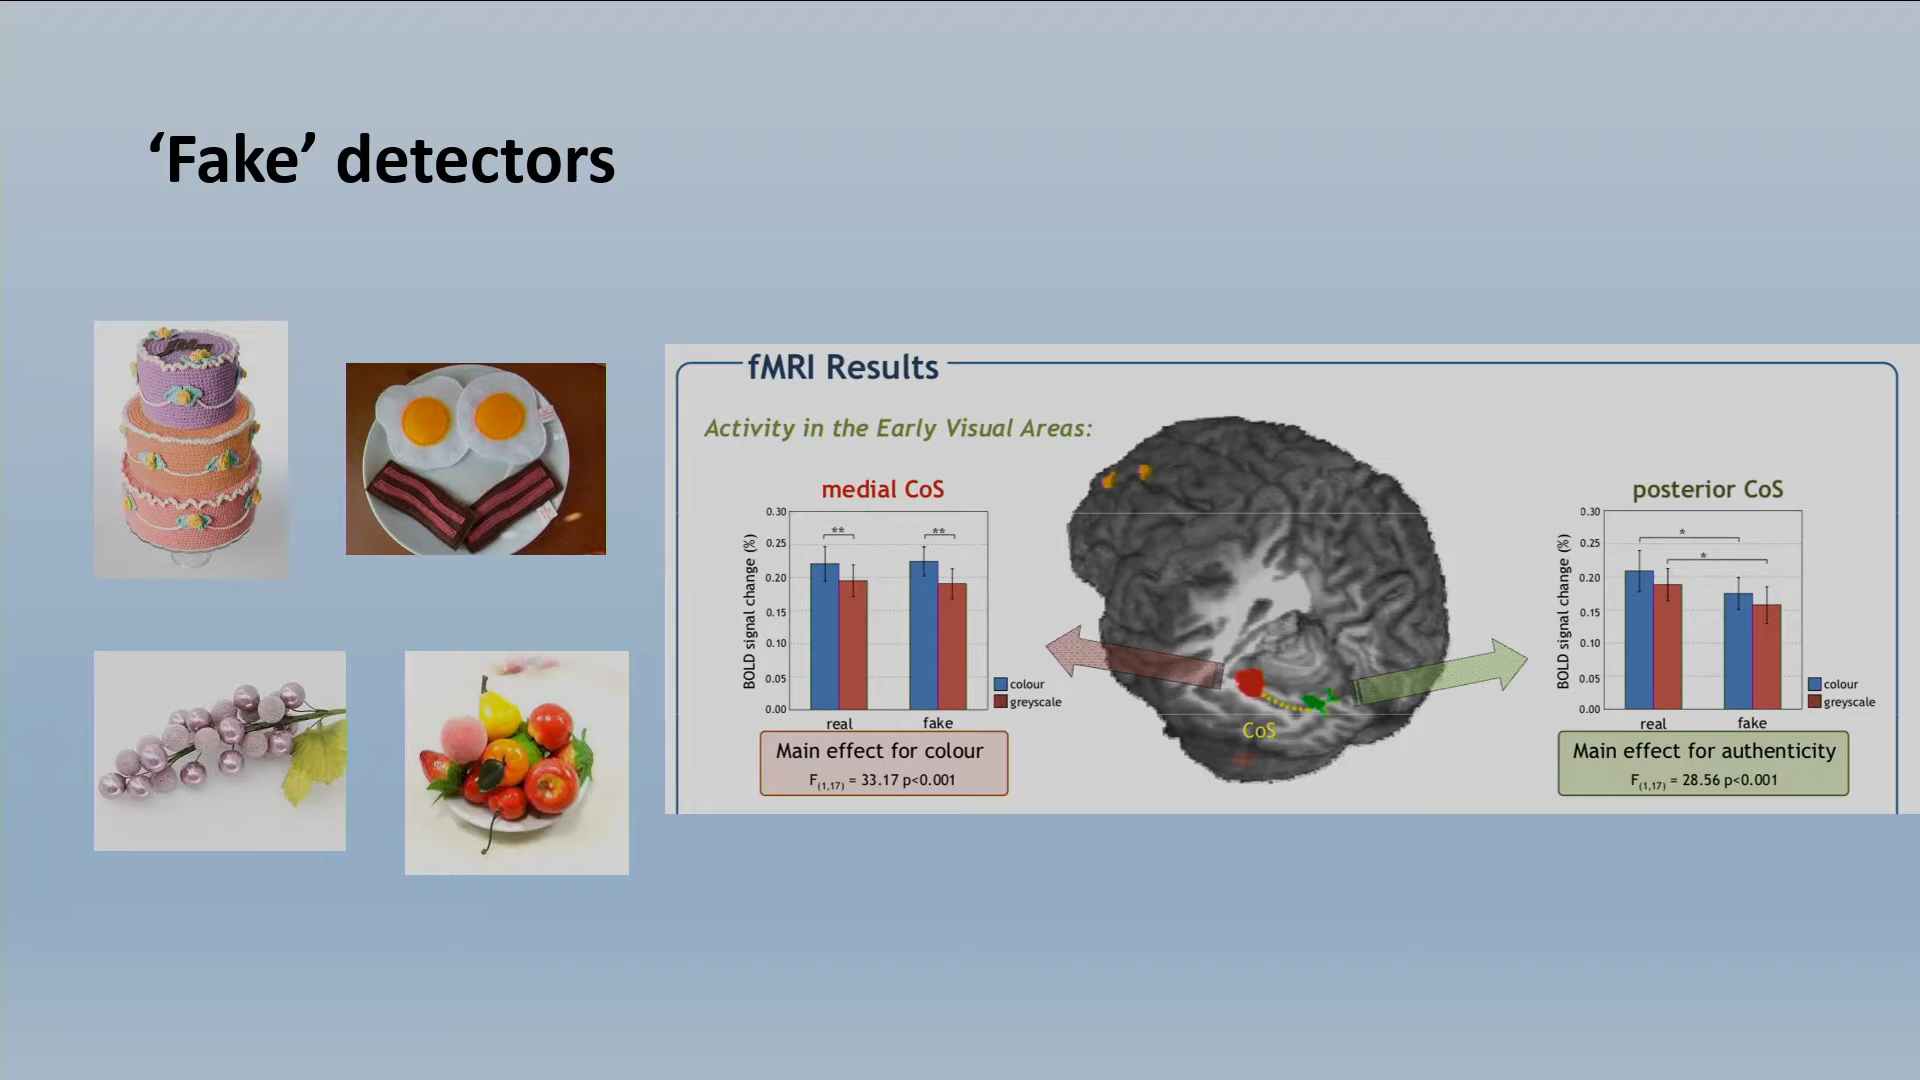 ‘Fake’ detectors
fMRI Results
Activity in the Early Visual Areas:
medial CoS
0.30
0.25
0.20
0.15
0.10
0.05
0.00
BOLD signal change (%)
**
**
real
fake
colour
greyscale
Main effect for colour
F(1,17) = 33.17 p<0.001
CoS
posterior CoS
0.30
0.25
0.20
0.15
0.10
0.05
0.00
BOLD signal change (%)
*
*
real
fake
colour
greyscale
Main effect for authenticity
F(1,17) = 28.56 p<0.001